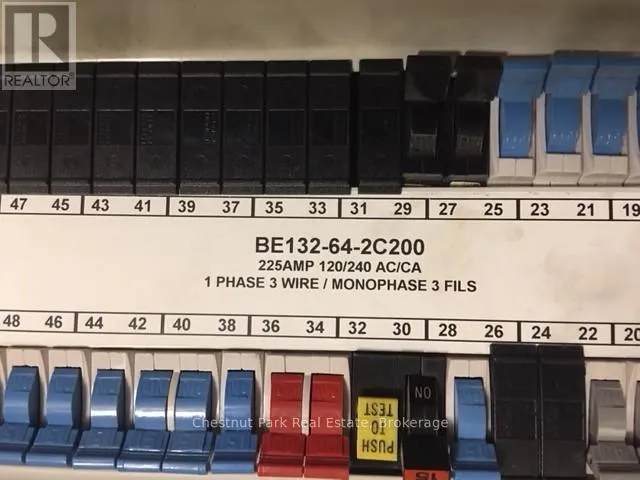 R
REALTOR®
47 45 43 41 39 37 35 33 31 29 27 25 23 21 19
BE132-64-2C200
225AMP 120/240 AC/CA
1 PHASE 3 WIRE / MONOPHASE 3 FILS
48 46 44 42 40 38 36 34 32 30 28 26 24 22 20
ON
PUSH
TO
TEST
15
Chestnut Park Real Estate, Brokerage